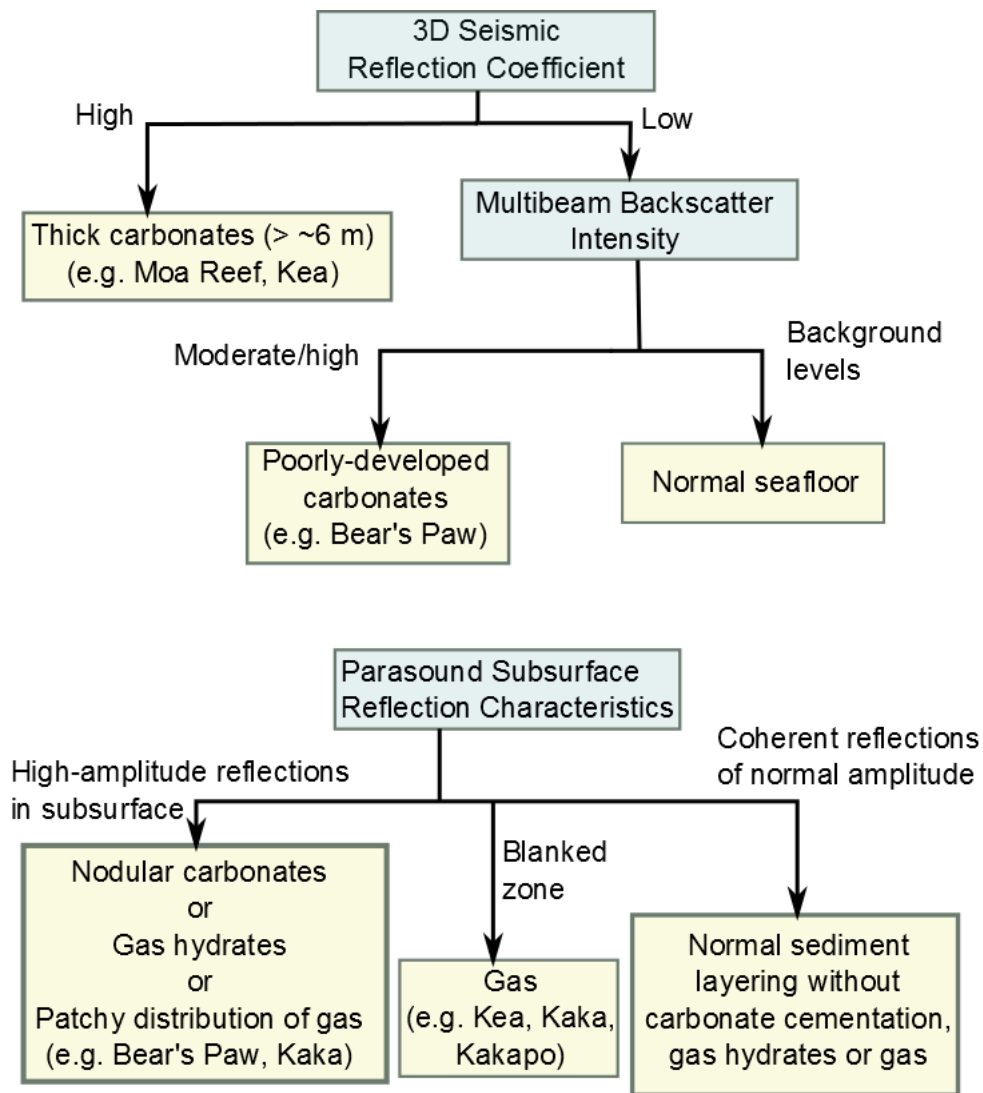 3D Seismic
Reflection Coefficient
High
Low
Thick carbonates (> ~6 m)
(e.g. Moa Reef, Kea)
Multibeam Backscatter
Intensity
Moderate/high
Background
levels
Poorly-developed
carbonates
(e.g. Bear's Paw)
Normal seafloor
Parasound Subsurface
Reflection Characteristics
High-amplitude reflections
in subsurface
Blanked
zone
Coherent reflections
of normal amplitude
Nodular carbonates
or
Gas hydrates
or
Patchy distribution of gas
(e.g. Bear's Paw, Kaka)
Gas
(e.g. Kea, Kaka,
Kakapo)
Normal sediment
layering without
carbonate cementation,
gas hydrates or gas